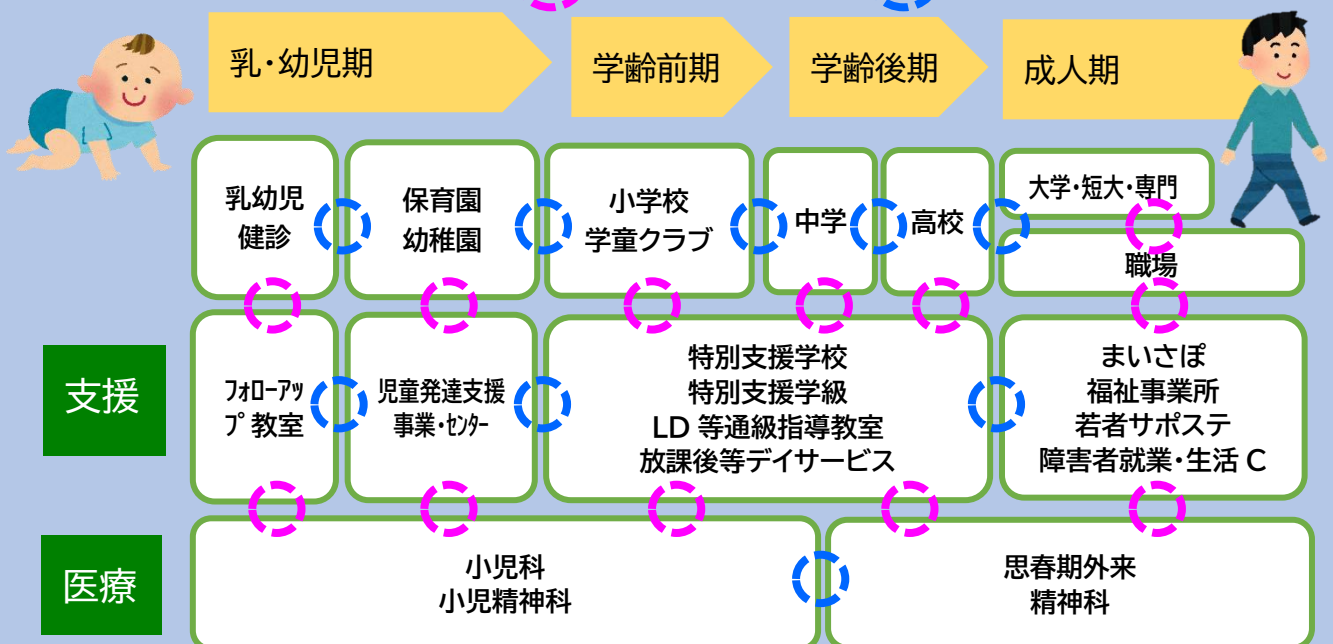 乳・幼児期
学齢前期
学齢後期
成人期
乳幼児
健診
保育園
幼稚園
小学校
学童クラブ
中学
高校
大学・短大・専門
職場
支援
フォローアッ
プ教室
児童発達支援
事業・センター
特別支援学校
特別支援学級
LD 等通級指導教室
放課後等デイサービス
まいさぽ
福祉事業所
若者サポステ
障害者就業・生活 C
医療
小児科
小児精神科
思春期外来
精神科